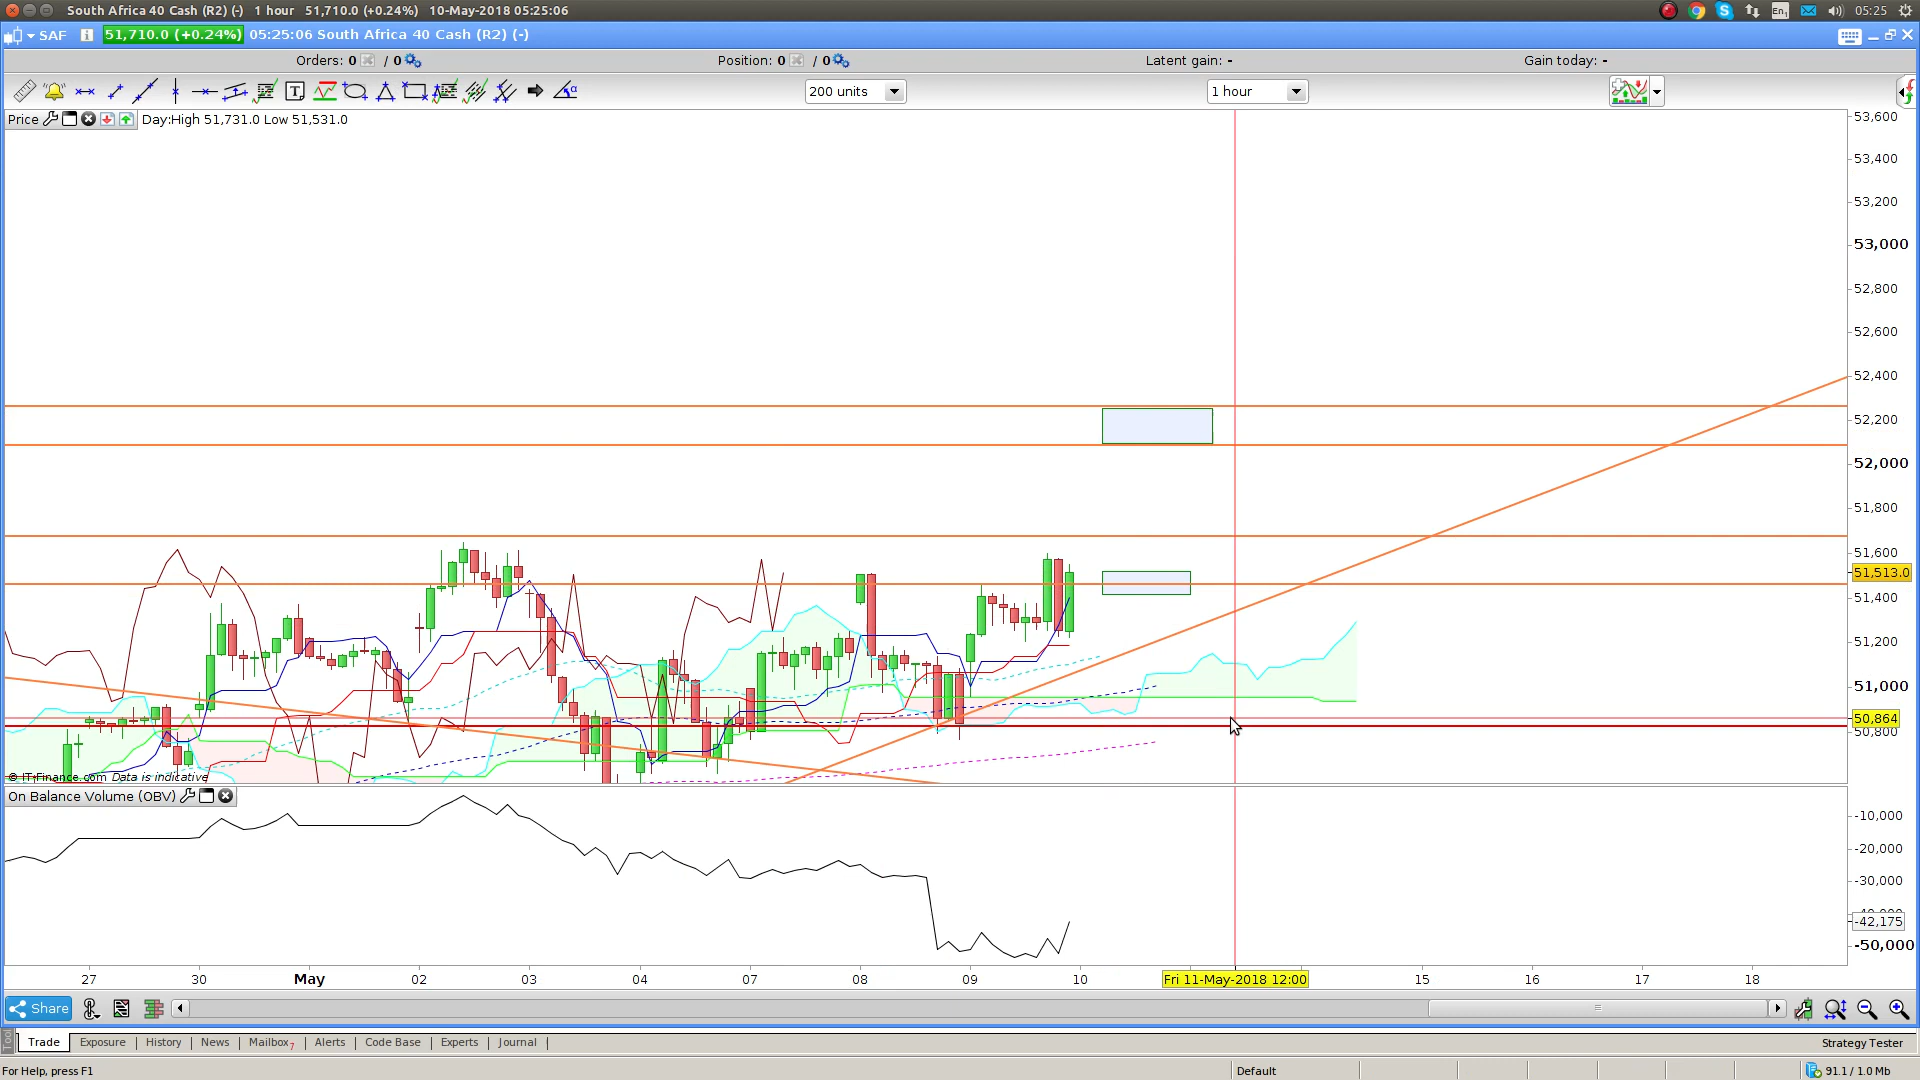 South Africa 40 Cash (R2) (-)   1 hour   51,710.0 (+0.24%)   10-May-2018 05:25:06
En1
05:25
SAF
i
51,710.0 (+0.24%)
05:25:06 South Africa 40 Cash (R2) (-)
Orders: 0 / 0
Position: 0 / 0
Latent gain: -
Gain today: -
200 units
1 hour
Price
Day:High 51,731.0 Low 51,531.0
53,600
53,400
53,200
53,000
52,800
52,600
52,400
52,200
52,000
51,800
51,600
51,513.0
51,400
51,200
51,000
50,864
50,800
© IT-Finance.com Data is indicative
On Balance Volume (OBV)
-10,000
-20,000
-30,000
-42,175
-50,000
27
30
May
02
03
04
07
08
09
10
Fri 11-May-2018 12:00
15
16
17
18
Share
Trade
Exposure
History
News
Mailbox7
Alerts
Code Base
Experts
Journal
Strategy Tester
For Help, press F1
Default
91.1 / 1.0 Mb